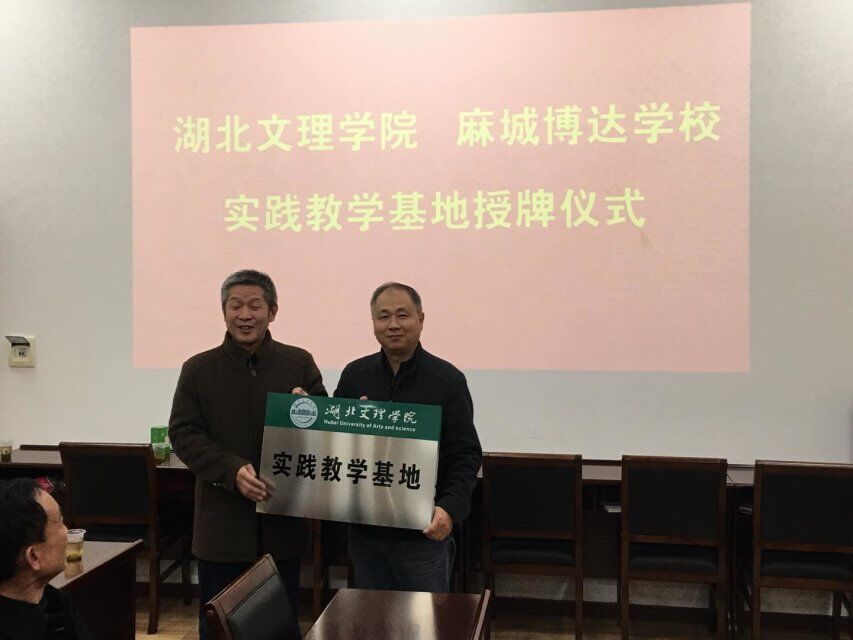 湖北文理学院 麻城博达学校
实践教学基地授牌仪式
湖北文理学院
Hubei University of Arts and science
实践教学基地